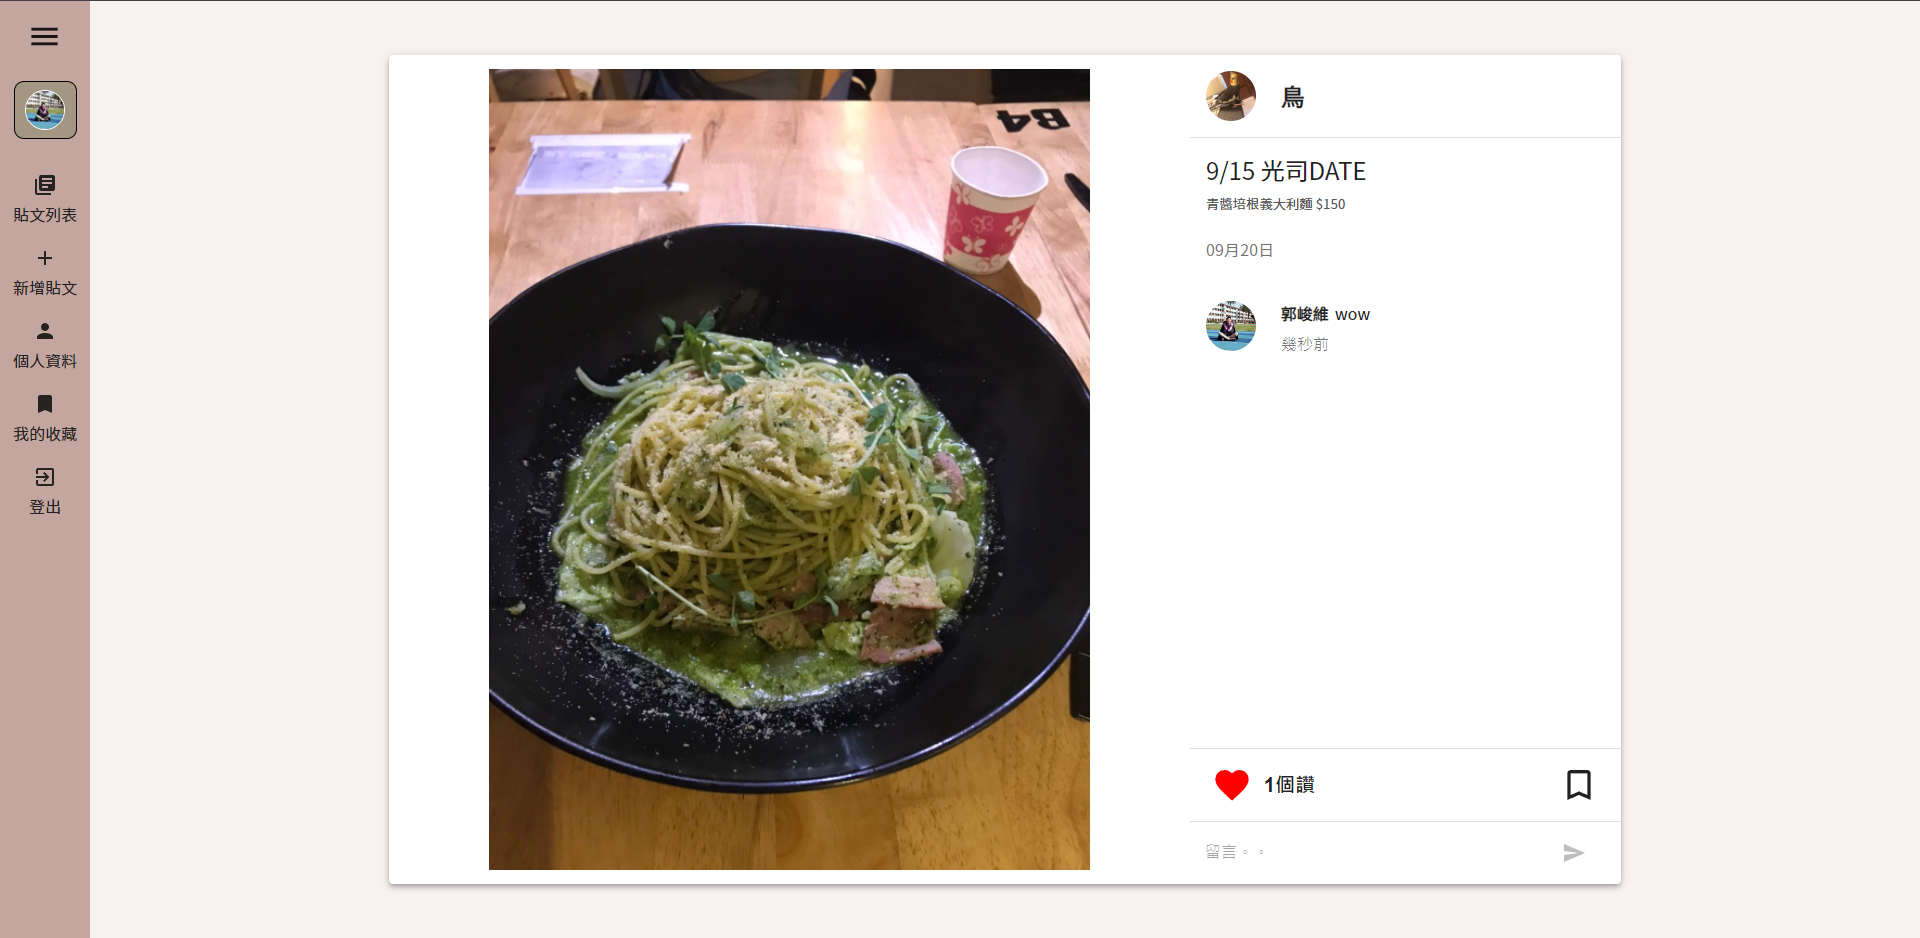 貼文列表
新增貼文
個人資料
我的收藏
登出
B4
鳥
9/15 光司DATE
青醬培根義大利麵 $150
09月20日
郭峻維 wow
幾秒前
1個讚
留言。。